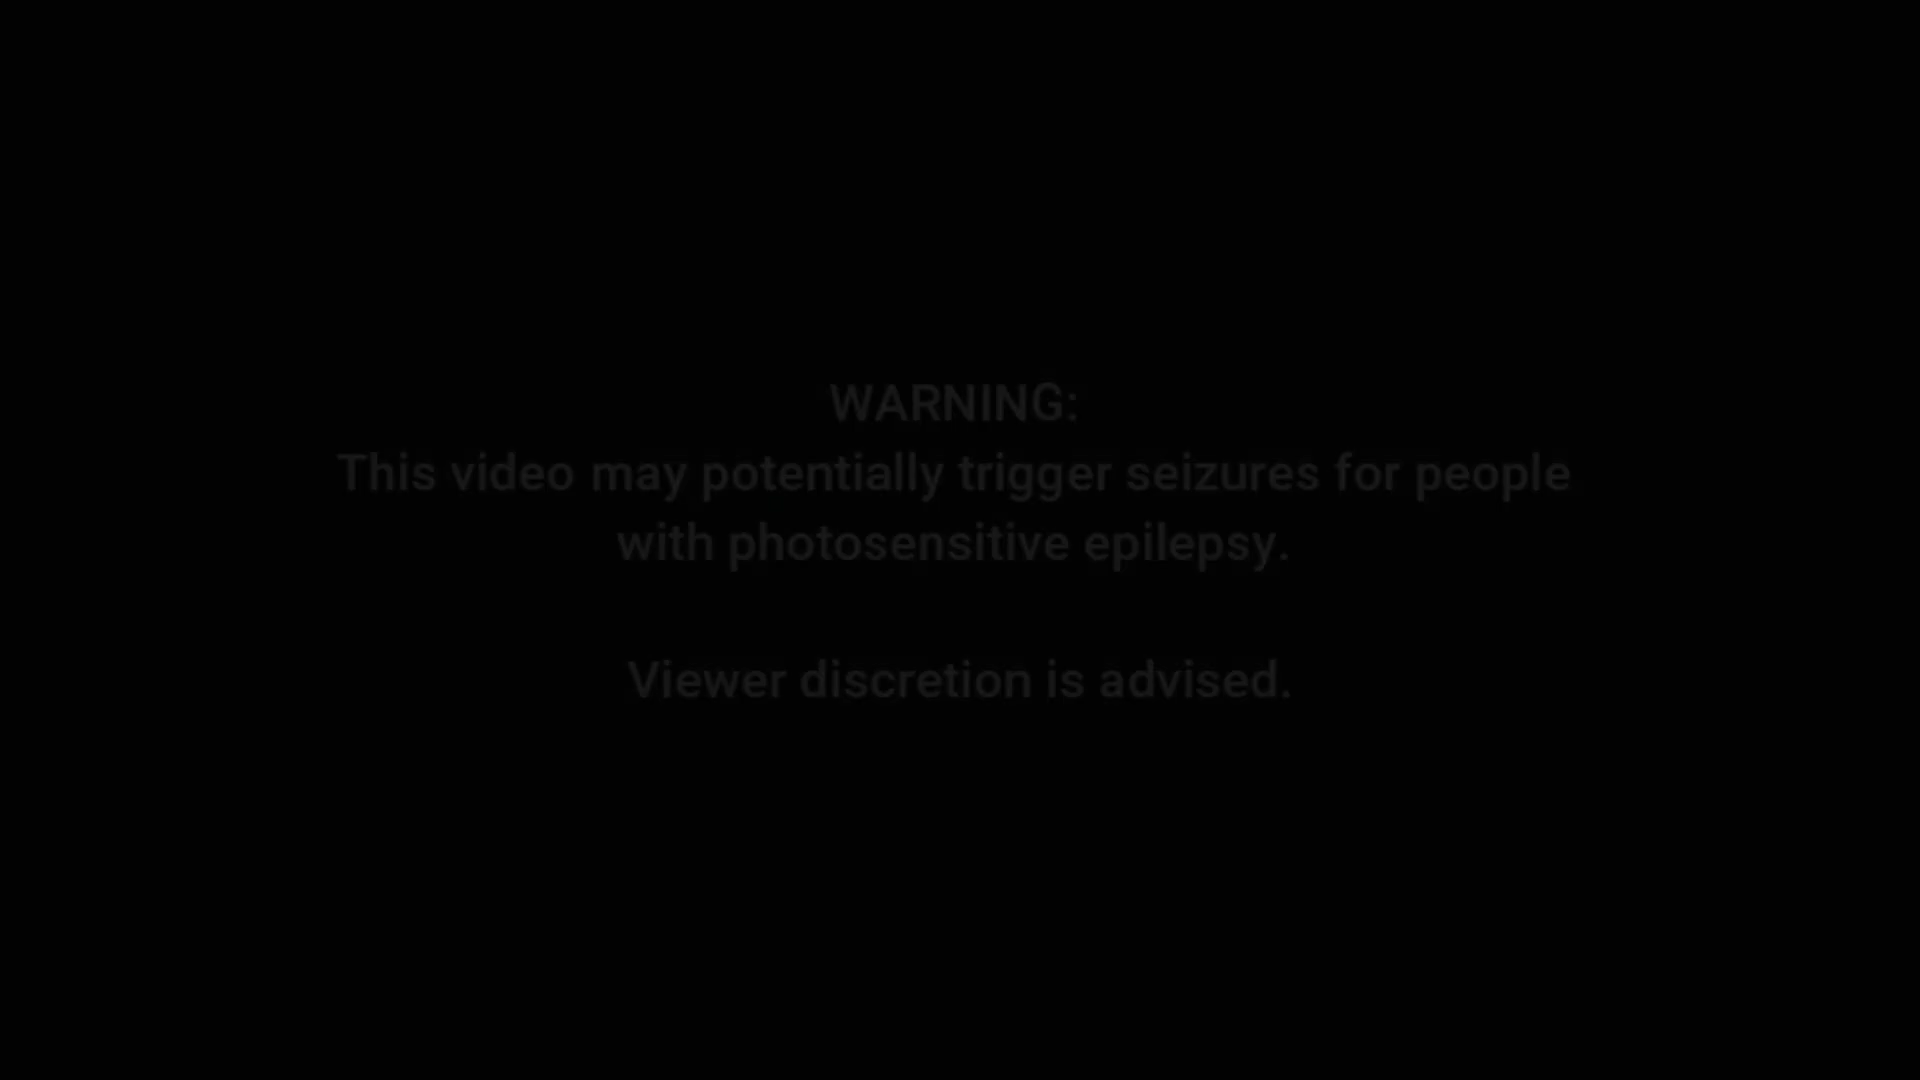 WARNING:
This video may potentially trigger seizures for people
with photosensitive epilepsy.
Viewer discretion is advised.